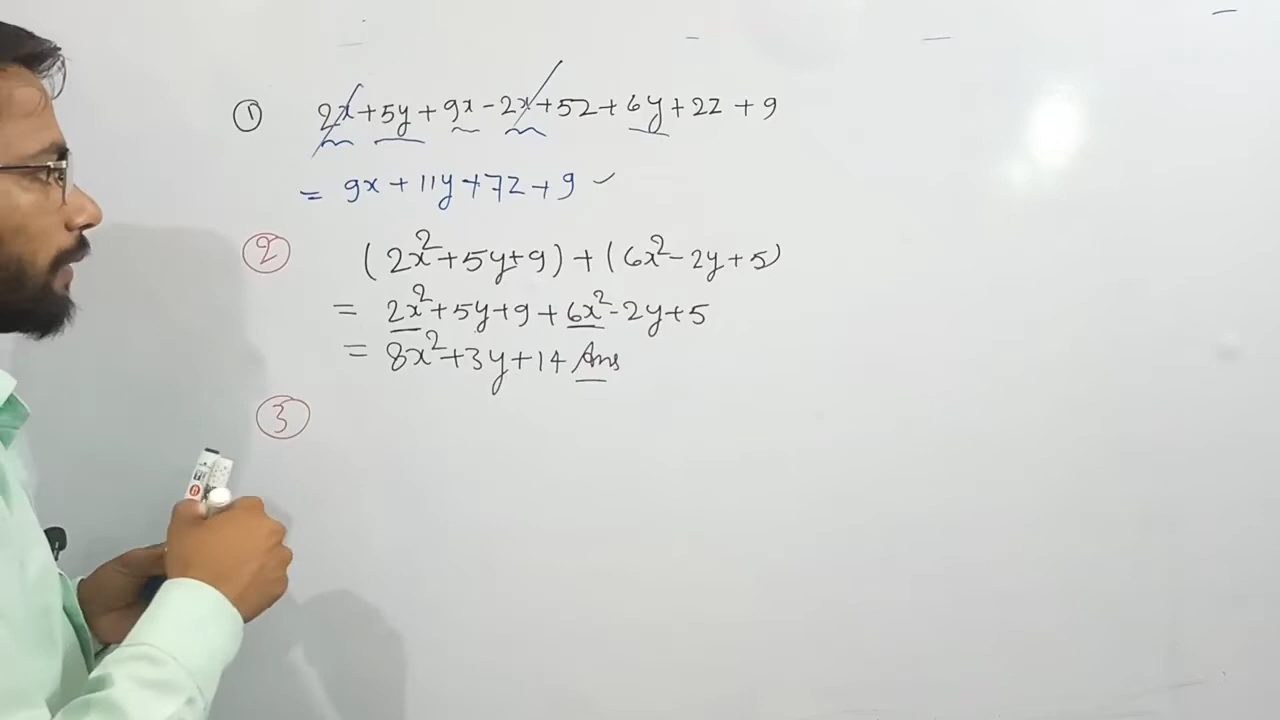 ① 2x + 5y + 9x - 2x + 5z + 6y + 2z + 9
= 9x + 11y + 7z + 9 ✓
② (2x² + 5y + 9) + (6x² - 2y + 5)
= 2x² + 5y + 9 + 6x² - 2y + 5
= 8x² + 3y + 14 Ans
③